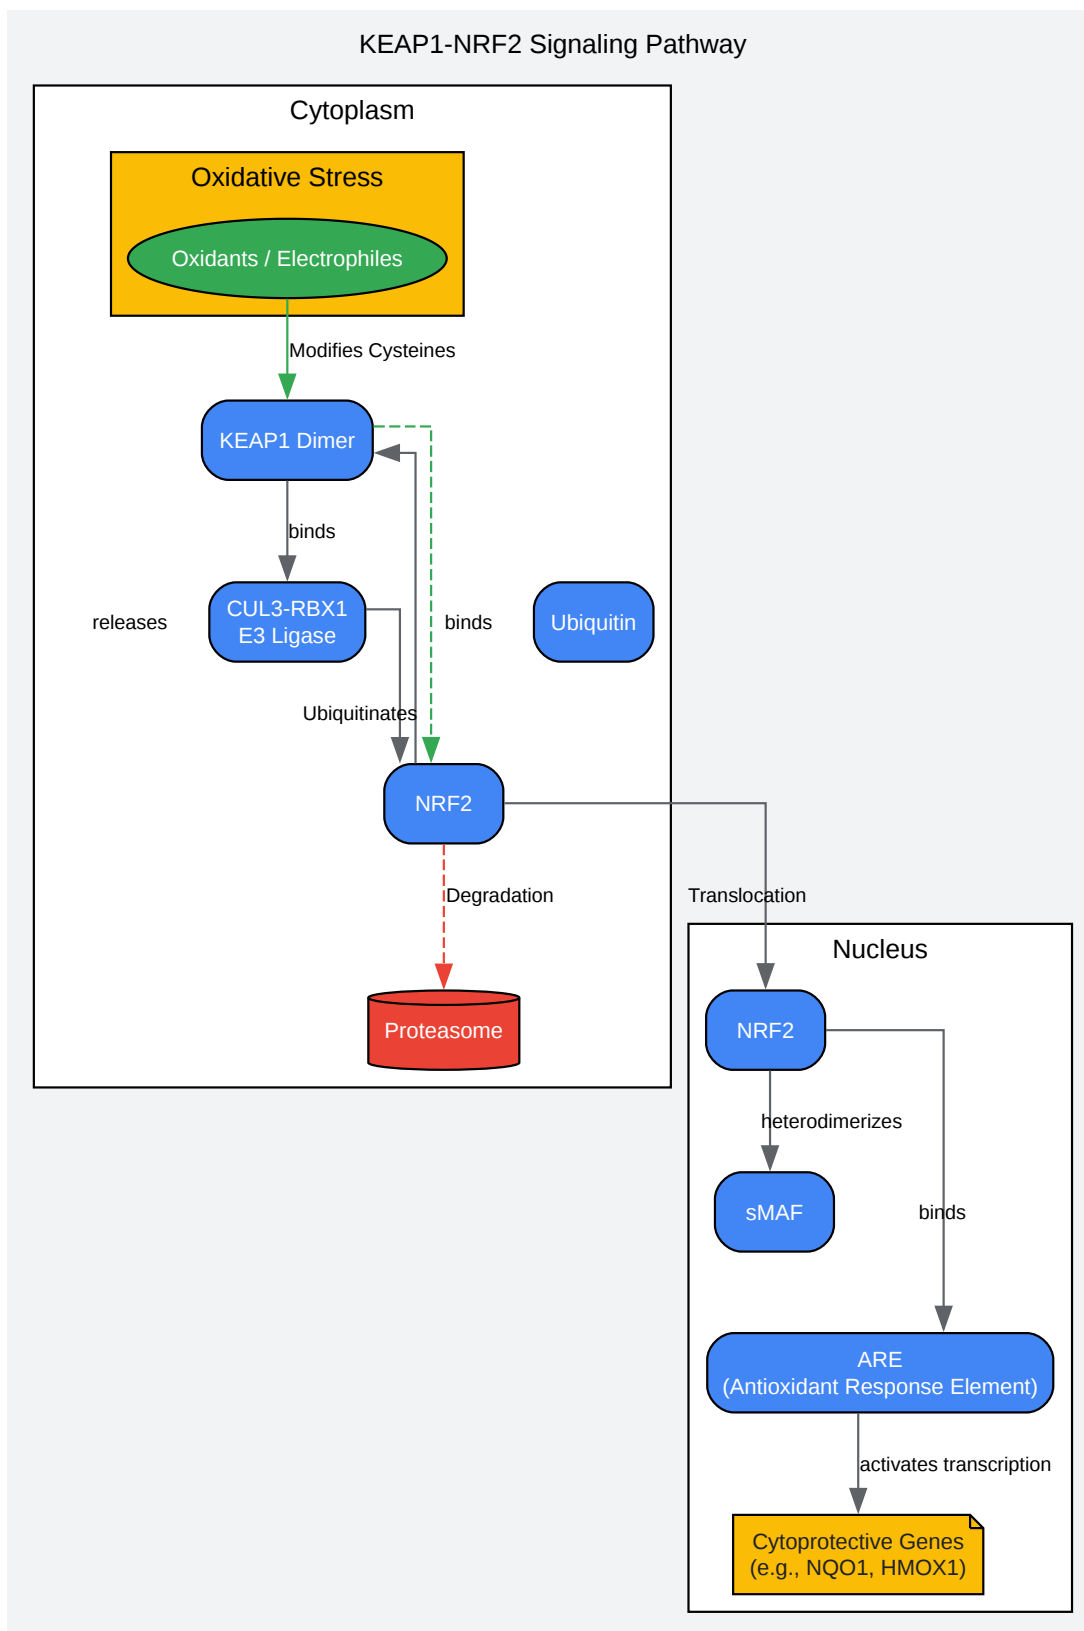 KEAP1-NRF2 Signaling Pathway
Cytoplasm
Oxidative Stress
Oxidants / Electrophiles
Modifies Cysteines
KEAP1 Dimer
binds
releases
CUL3-RBX1
E3 Ligase
binds
Ubiquitin
Ubiquitinates
NRF2
Degradation
Translocation
Proteasome
Nucleus
NRF2
heterodimerizes
sMAF
binds
ARE
(Antioxidant Response Element)
activates transcription
Cytoprotective Genes
(e.g., NQO1, HMOX1)